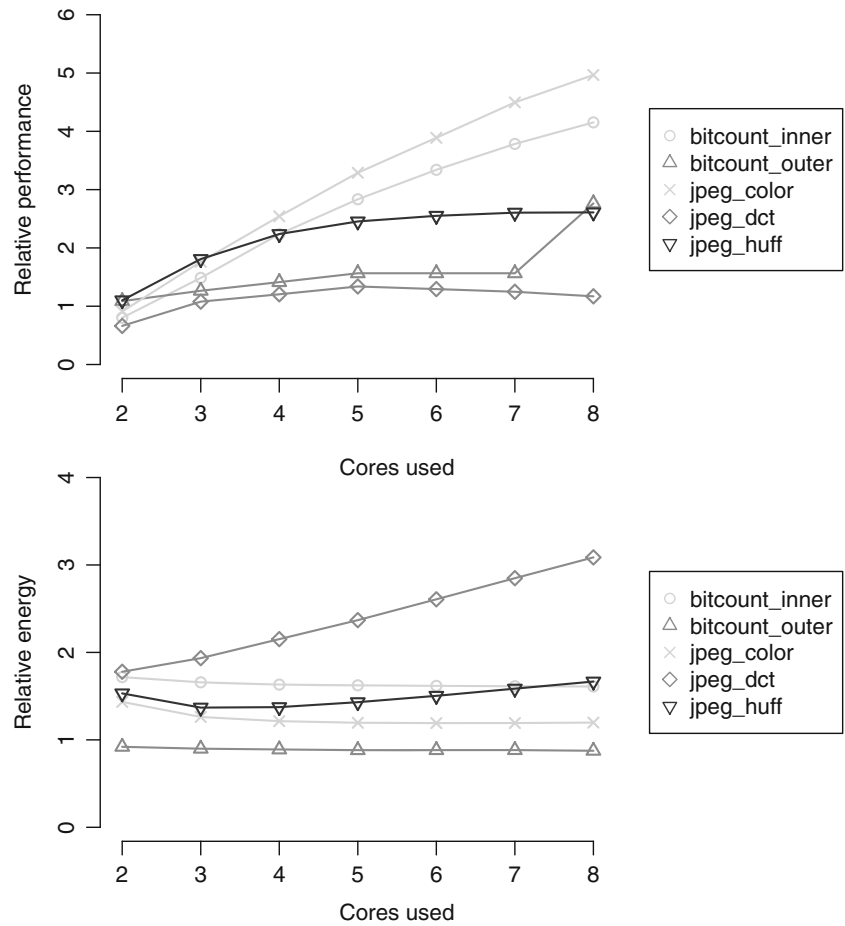 Relative performance
6
5
4
3
2
1
0
2 3 4 5 6 7 8
Cores used
bitcount_inner
bitcount_outer
jpeg_color
jpeg_dct
jpeg_huff
Relative energy
4
3
2
1
0
2 3 4 5 6 7 8
Cores used
bitcount_inner
bitcount_outer
jpeg_color
jpeg_dct
jpeg_huff